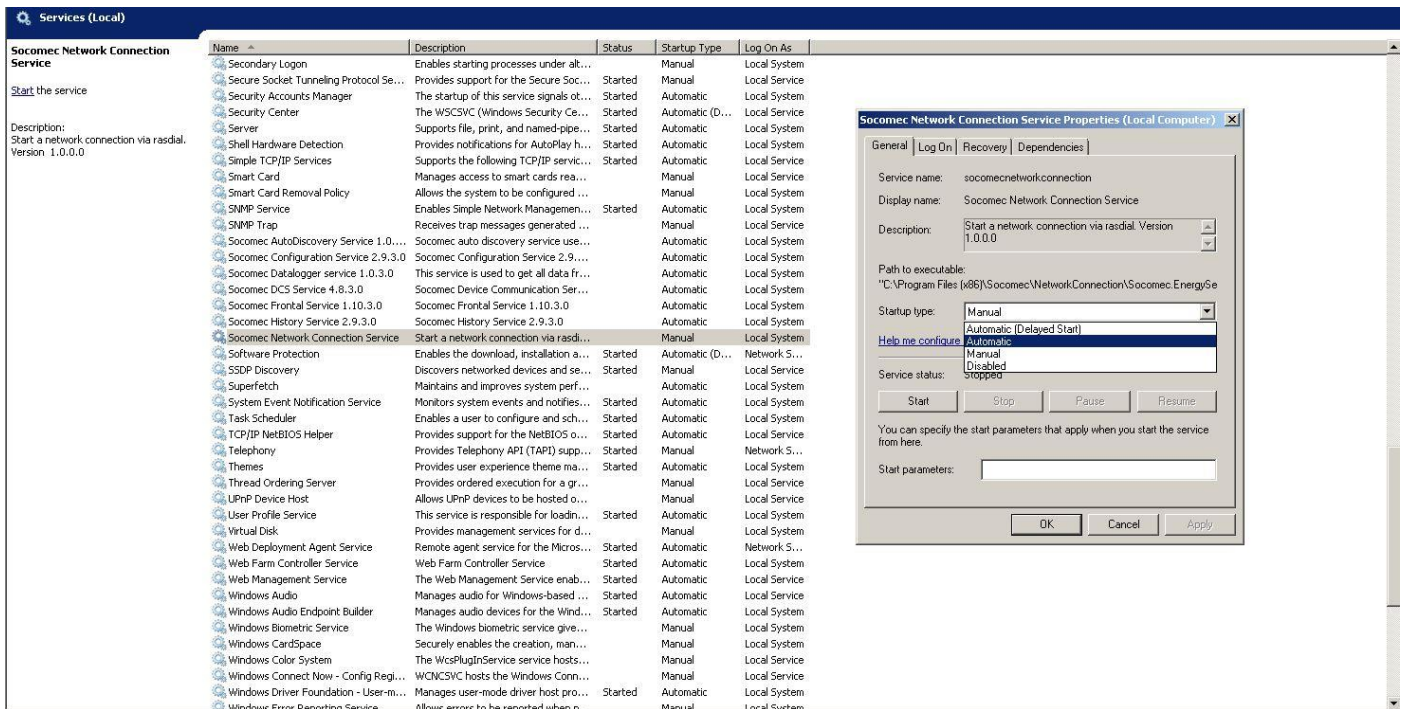 Services (Local)
Socomec Network Connection
Service
Start the service
Description:
Start a network connection via rasdial.
Version 1.0.0.0
Name Description Status Startup Type Log On As
Secondary Logon Enables starting processes under alt... Manual Local System
Secure Socket Tunneling Protocol Se... Provides support for the Secure Soc... Started Manual Local Service
Security Accounts Manager The startup of this service signals ot... Started Automatic Local System
Security Center The WSCSVC (Windows Security Ce... Started Automatic (D... Local Service
Server Supports file, print, and named-pipe... Started Automatic Local System
Shell Hardware Detection Provides notifications for AutoPlay h... Started Automatic Local System
Simple TCP/IP Services Supports the following TCP/IP servic... Started Automatic Local Service
Smart Card Manages access to smart cards rea... Manual Local Service
Smart Card Removal Policy Allows the system to be configured ... Manual Local System
SNMP Service Enables Simple Network Managemen... Started Automatic Local System
SNMP Trap Receives trap messages generated ... Manual Local Service
Socomec AutoDiscovery Service 1.0.... Socomec auto discovery service use... Automatic Local System
Socomec Configuration Service 2.9.3.0 Socomec Configuration Service 2.9.... Automatic Local System
Socomec Datalogger service 1.0.3.0 This service is used to get all data fr... Automatic Local System
Socomec DCS Service 4.8.3.0 Socomec Device Communication Ser... Automatic Local System
Socomec Frontal Service 1.10.3.0 Socomec Frontal Service 1.10.3.0 Automatic Local System
Socomec History Service 2.9.3.0 Socomec History Service 2.9.3.0 Automatic Local System
Socomec Network Connection Service Start a network connection via rasdi... Manual Local System
Software Protection Enables the download, installation a... Started Automatic (D... Network S...
SSDP Discovery Discovers networked devices and se... Started Manual Local Service
Superfetch Maintains and improves system perf... Automatic Local System
System Event Notification Service Monitors system events and notifies... Started Automatic Local System
Task Scheduler Enables a user to configure and sch... Started Automatic Local System
TCP/IP NetBIOS Helper Provides support for the NetBIOS o... Started Automatic Local Service
Telephony Provides Telephony API (TAPI) supp... Started Manual Network S...
Themes Provides user experience theme ma... Started Automatic Local System
Thread Ordering Server Provides ordered execution for a gr... Manual Local Service
UPnP Device Host Allows UPnP devices to be hosted o... Manual Local Service
User Profile Service This service is responsible for loadin... Started Automatic Local System
Virtual Disk Provides management services for d... Manual Local System
Web Deployment Agent Service Remote agent service for the Micros... Started Automatic Network S...
Web Farm Controller Service Web Farm Controller Service Started Automatic Local System
Web Management Service The Web Management Service enab... Started Automatic Local Service
Windows Audio Manages audio for Windows-based ... Started Automatic Local Service
Windows Audio Endpoint Builder Manages audio devices for the Wind... Started Automatic Local System
Windows Biometric Service The Windows biometric service give... Manual Local System
Windows CardSpace Securely enables the creation, man... Manual Local System
Windows Color System The WcsPlugInService service hosts... Manual Local Service
Windows Connect Now - Config Regi... WCNCSVC hosts the Windows Conn... Manual Local Service
Windows Driver Foundation - User-m... Manages user-mode driver host pro... Started Automatic Local System
Windows Error Reporting Service Allows errors to be reported when p... Manual Local System
Socomec Network Connection Service Properties (Local Computer)
General Log On Recovery Dependencies
Service name: socomecnetworkconnection
Display name: Socomec Network Connection Service
Description: Start a network connection via rasdial. Version
1.0.0.0
Path to executable:
"C:\Program Files (x86)\Socomec\NetworkConnection\Socomec.EnergySe
Startup type: Manual
Automatic (Delayed Start)
Help me configure Automatic
Manual
Disabled
Service status: Stopped
Start Stop Pause Resume
You can specify the start parameters that apply when you start the service
from here.
Start parameters:
OK Cancel Apply